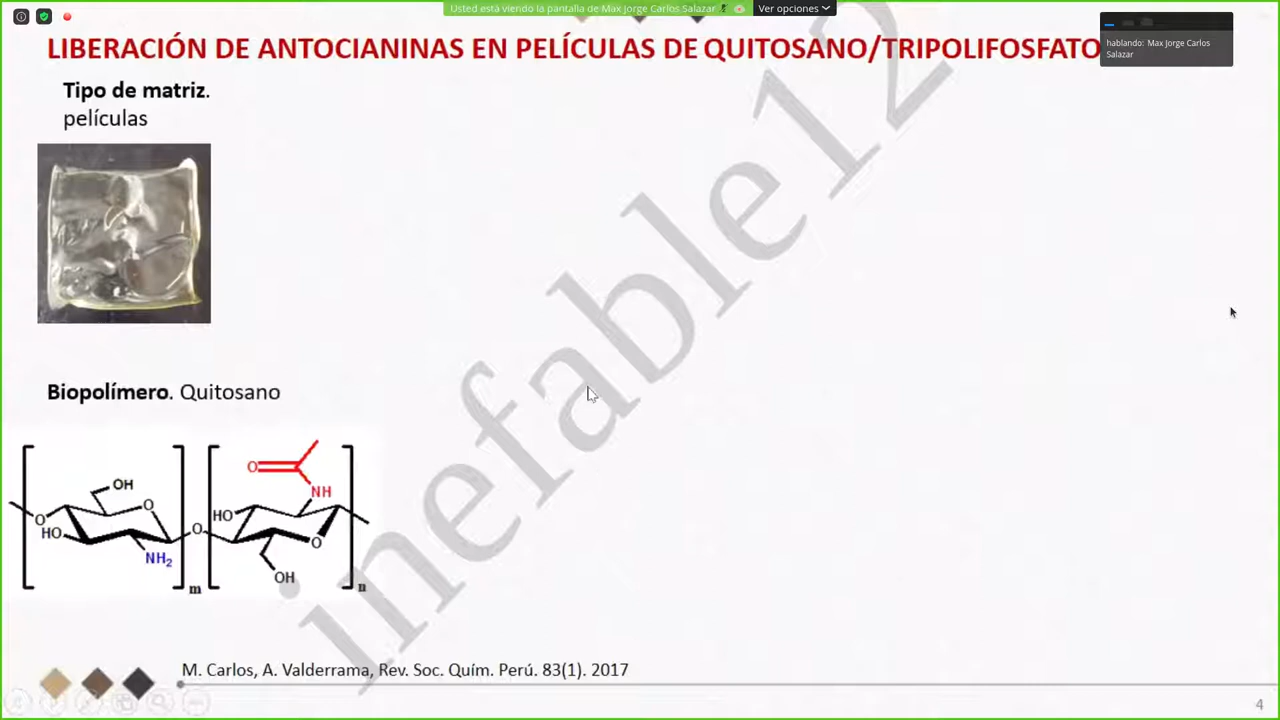 Usted está viendo la pantalla de Max Jorge Carlos Salazar
Ver opciones
LIBERACIÓN DE ANTOCIANINAS EN PELÍCULAS DE QUITOSANO/TRIPOLIFOSFATO
hablando: Max Jorge Carlos
Salazar
Tipo de matriz.
películas
inefable12
Biopolímero. Quitosano
OH
O
HO
O
NH2
m
O
O
NH
HO
O
OH
n
M. Carlos, A. Valderrama, Rev. Soc. Quím. Perú. 83(1). 2017
4